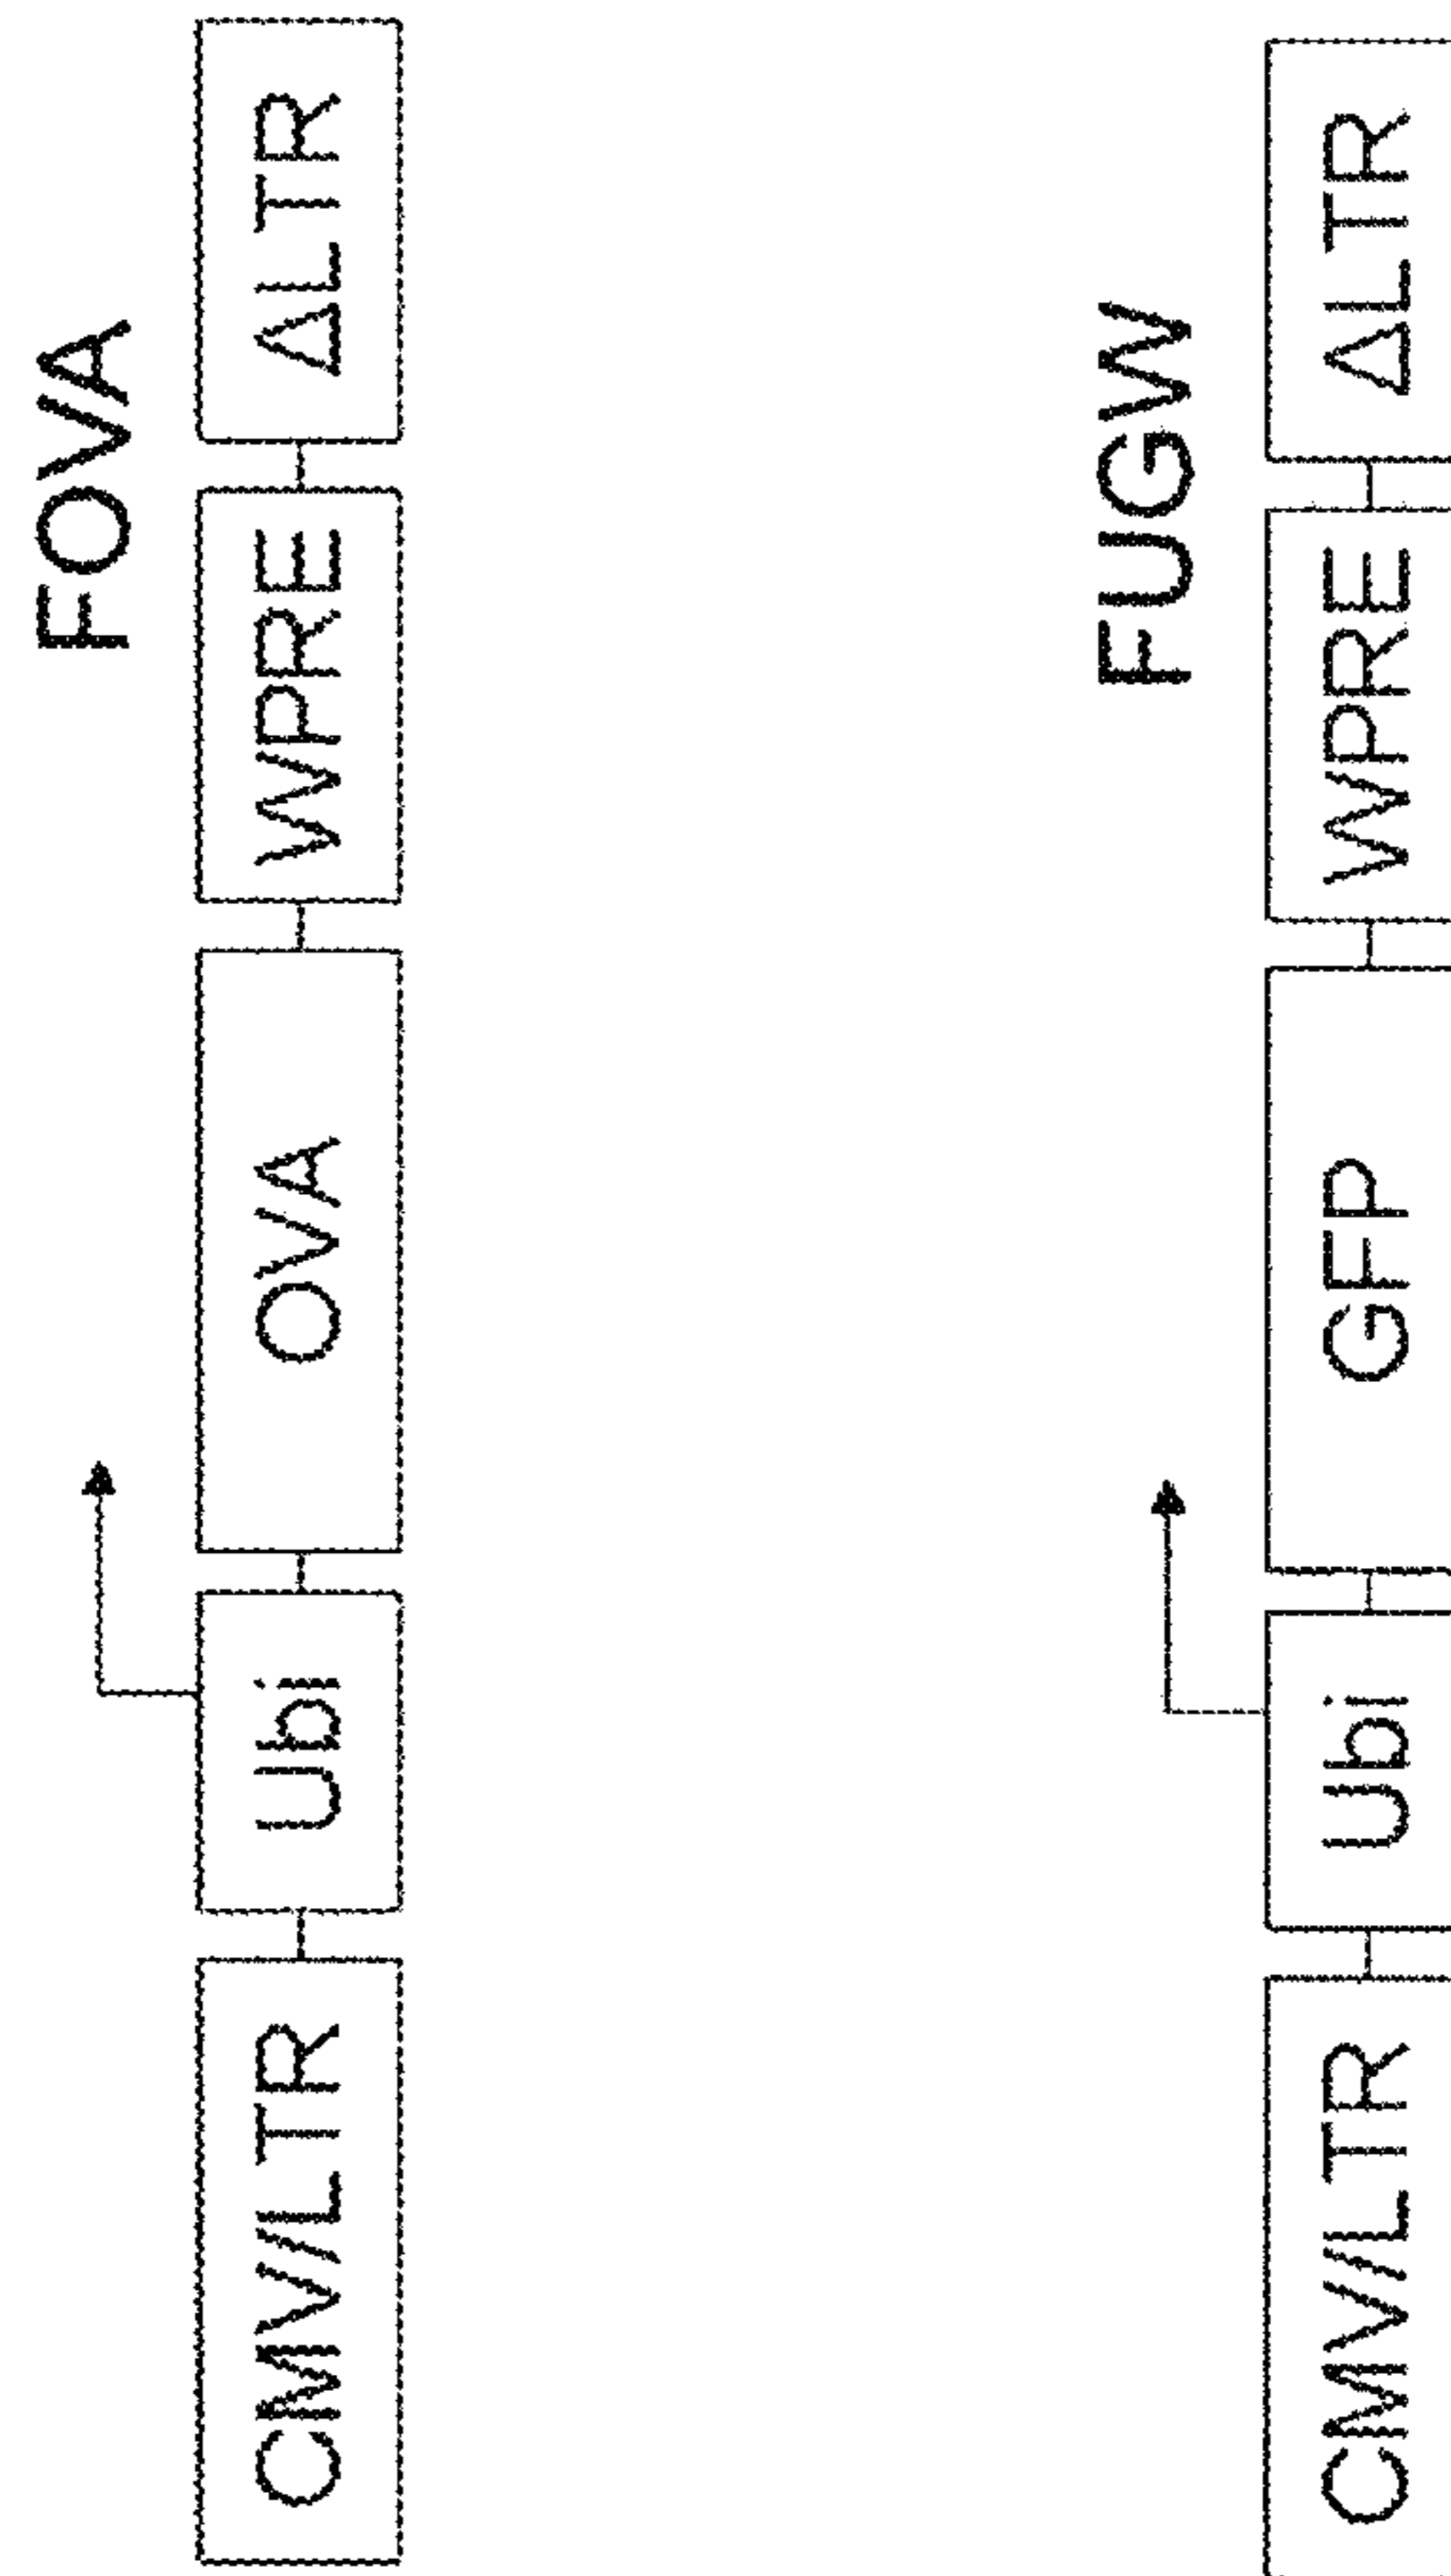 FOVA
CMV/LTR Ubi OVA WPRE ΔLTR
FUGW
CMV/LTR Ubi GFP WPRE ΔLTR